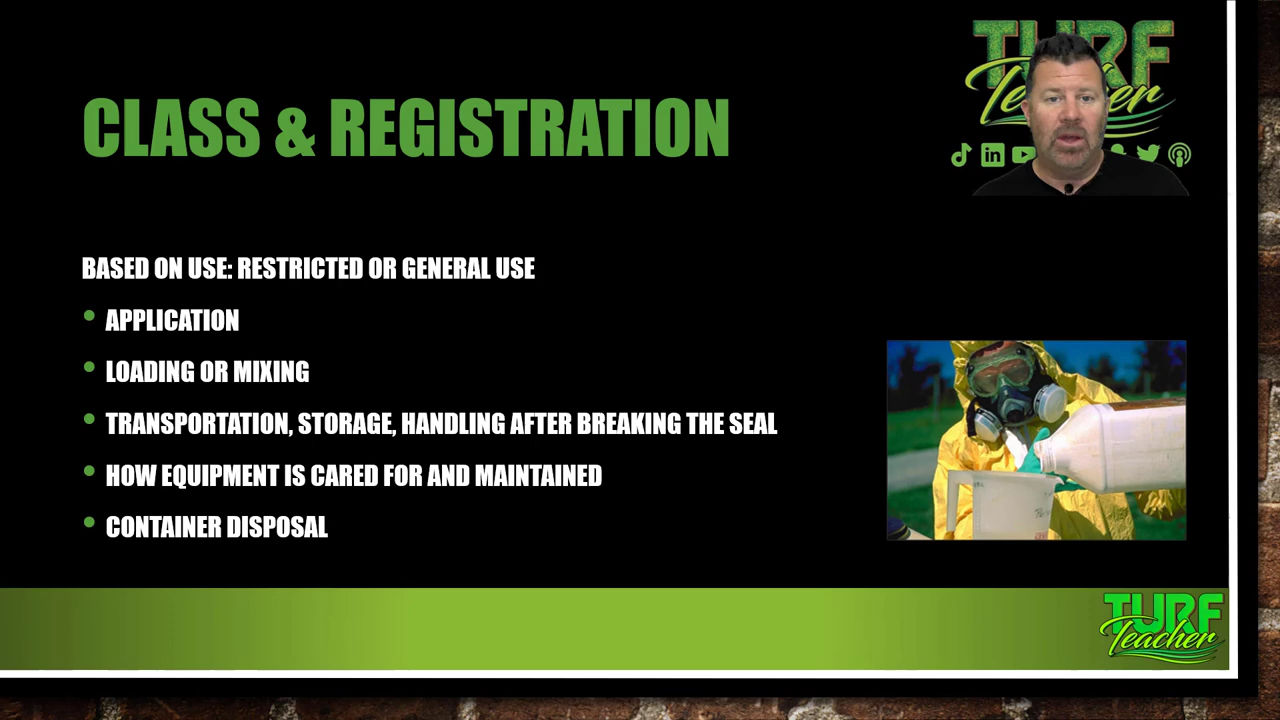 TURF
Teacher
CLASS & REGISTRATION
BASED ON USE: RESTRICTED OR GENERAL USE
• APPLICATION
• LOADING OR MIXING
• TRANSPORTATION, STORAGE, HANDLING AFTER BREAKING THE SEAL
• HOW EQUIPMENT IS CARED FOR AND MAINTAINED
• CONTAINER DISPOSAL
TURF
Teacher